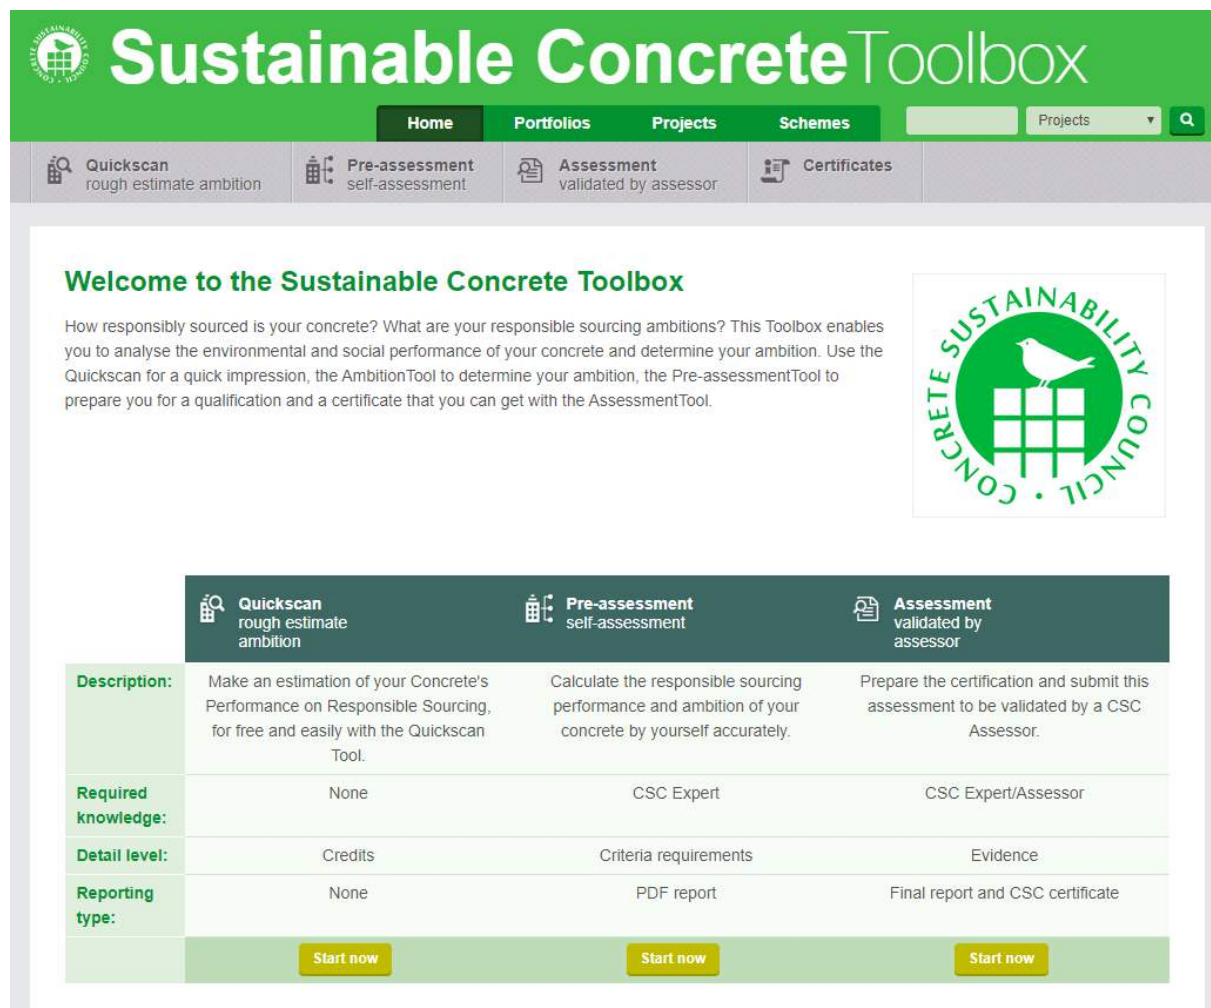 CONCRETE SUSTAINABILITY COUNCIL
Sustainable ConcreteToolbox
Home Portfolios Projects Schemes Projects
Quickscan Pre-assessment Assessment Certificates
rough estimate ambition self-assessment validated by assessor
Welcome to the Sustainable Concrete Toolbox
How responsibly sourced is your concrete? What are your responsible sourcing ambitions? This Toolbox enables
you to analyse the environmental and social performance of your concrete and determine your ambition. Use the
Quickscan for a quick impression, the AmbitionTool to determine your ambition, the Pre-assessmentTool to
prepare you for a qualification and a certificate that you can get with the AssessmentTool.
CONCRETE SUSTAINABILITY COUNCIL ·
Quickscan Pre-assessment Assessment
rough estimate self-assessment validated by
ambition assessor
Description: Make an estimation of your Concrete's Calculate the responsible sourcing Prepare the certification and submit this
Performance on Responsible Sourcing, performance and ambition of your assessment to be validated by a CSC
for free and easily with the Quickscan concrete by yourself accurately. Assessor.
Tool.
Required None CSC Expert CSC Expert/Assessor
knowledge:
Detail level: Credits Criteria requirements Evidence
Reporting None PDF report Final report and CSC certificate
type:
Start now Start now Start now